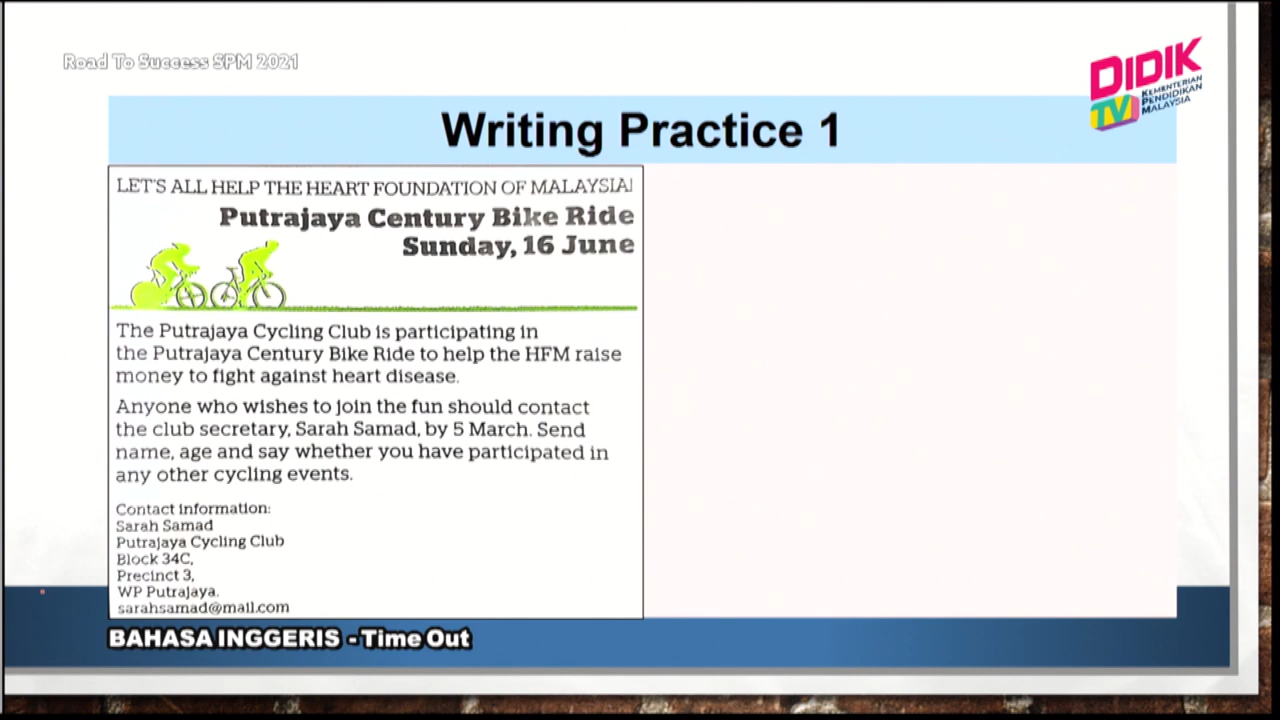 Road To Success SPM 2021
DIDIK
TV KEMENTERIAN
PENDIDIKAN
MALAYSIA
Writing Practice 1
LET'S ALL HELP THE HEART FOUNDATION OF MALAYSIA!
Putrajaya Century Bike Ride
Sunday, 16 June
The Putrajaya Cycling Club is participating in
the Putrajaya Century Bike Ride to help the HFM raise
money to fight against heart disease.
Anyone who wishes to join the fun should contact
the club secretary, Sarah Samad, by 5 March. Send
name, age and say whether you have participated in
any other cycling events.
Contact information:
Sarah Samad
Putrajaya Cycling Club
Block 34C,
Precinct 3,
WP Putrajaya.
sarahsamad@mail.com
BAHASA INGGERIS - Time Out